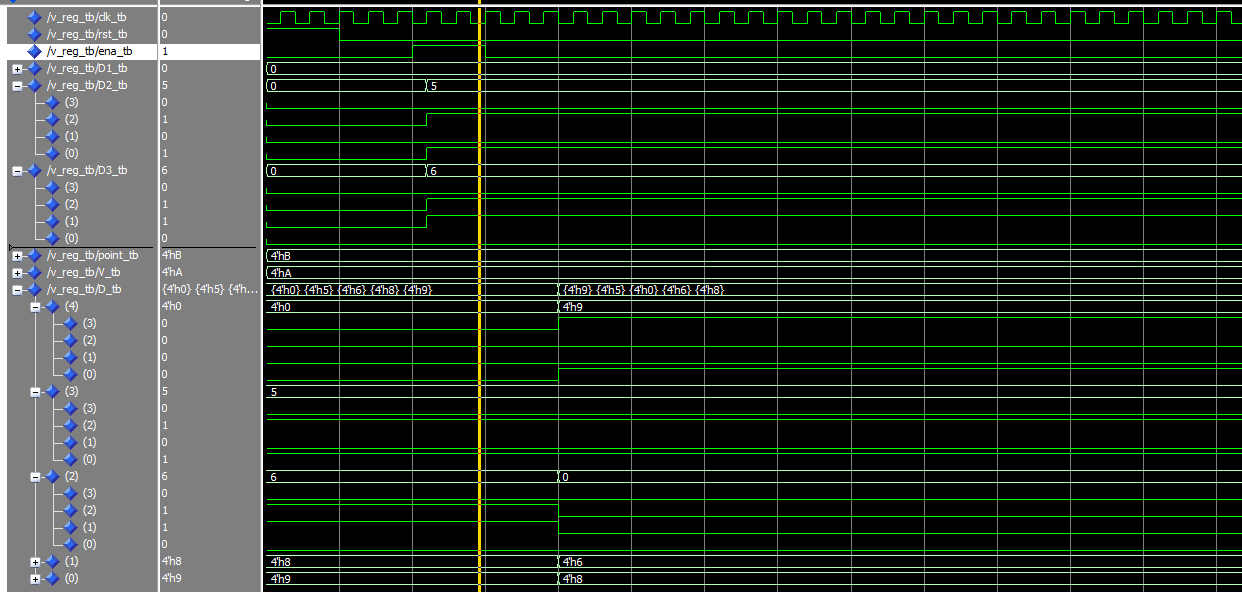 /v_reg_tb/clk_tb 0
/v_reg_tb/rst_tb 0
/v_reg_tb/ena_tb 1
/v_reg_tb/D1_tb 0 0
/v_reg_tb/D2_tb 5 0 5
(3) 0
(2) 1
(1) 0
(0) 1
/v_reg_tb/D3_tb 6 0 6
(3) 0
(2) 1
(1) 1
(0) 0
/v_reg_tb/point_tb 4'hB 4'hB
/v_reg_tb/V_tb 4'hA 4'hA
/v_reg_tb/D_tb {4'h0} {4'h5} {4'h... {4'h0} {4'h5} {4'h6} {4'h8} {4'h9} {4'h9} {4'h5} {4'h0} {4'h6} {4'h8}
(4) 4'h0 4'h0 4'h9
(3) 0
(2) 0
(1) 0
(0) 0
(3) 5 5
(3) 0
(2) 1
(1) 0
(0) 1
(2) 6 6 0
(3) 0
(2) 1
(1) 1
(0) 0
(1) 4'h8 4'h8 4'h6
(0) 4'h9 4'h9 4'h8